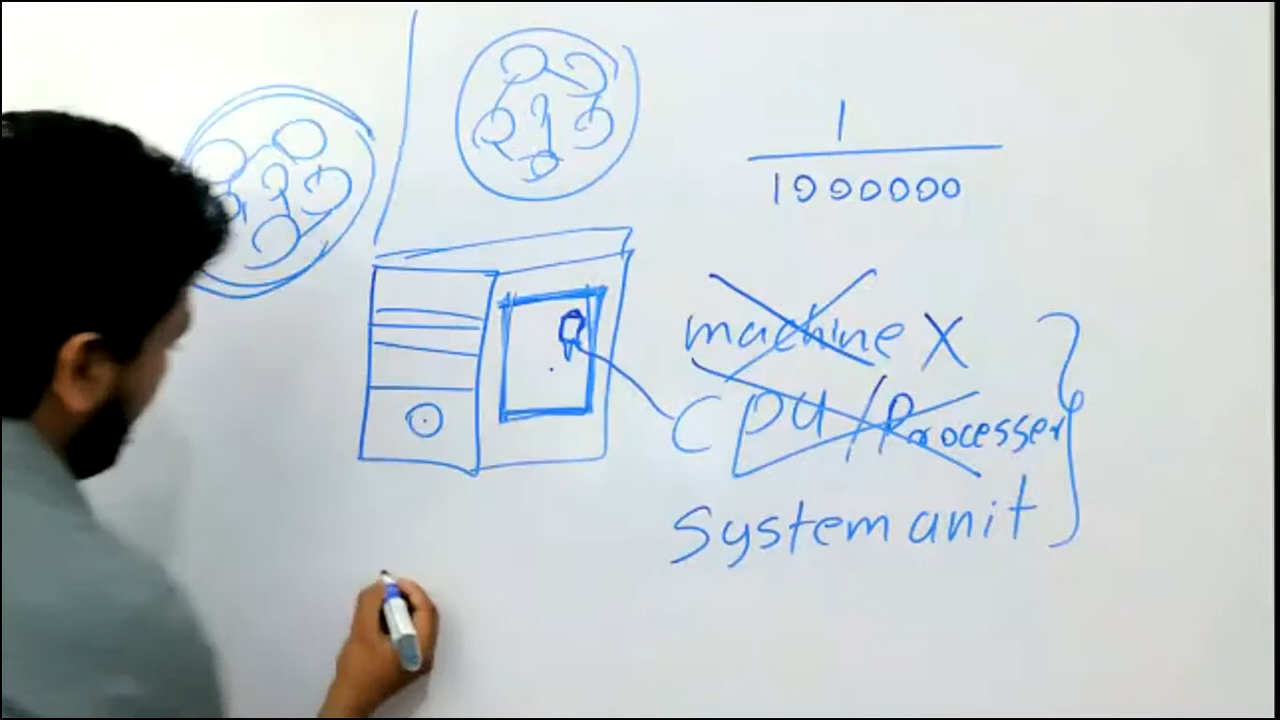 1
1000000
machine X
CPU/Processer
System unit